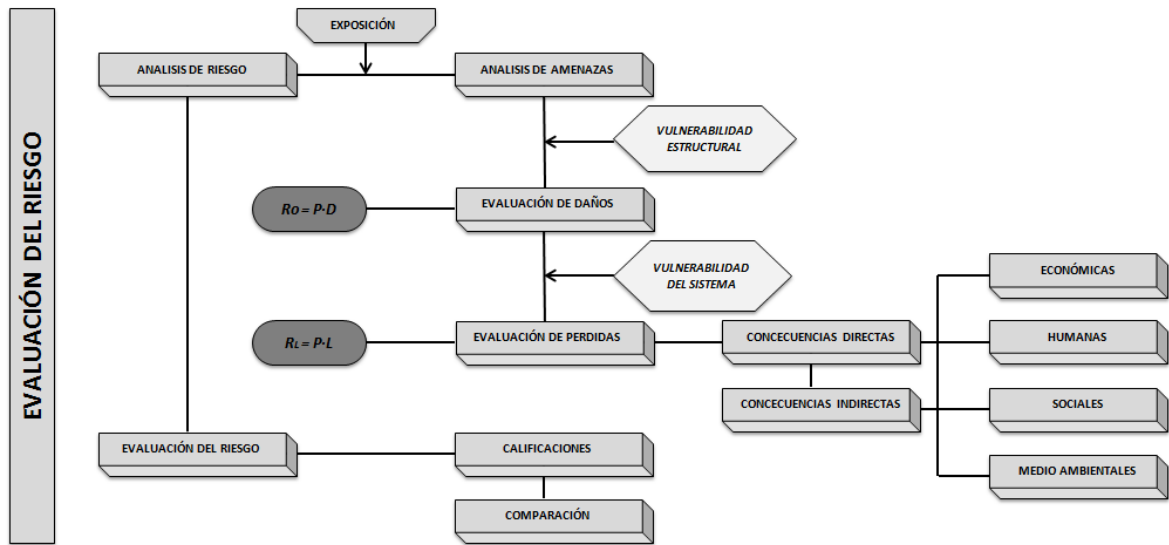 EVALUACIÓN DEL RIESGO
EXPOSICIÓN
ANALISIS DE RIESGO
ANALISIS DE AMENAZAS
VULNERABILIDAD
ESTRUCTURAL
RO = P·D
EVALUACIÓN DE DAÑOS
VULNERABILIDAD
DEL SISTEMA
ECONÓMICAS
RL = P·L
EVALUACIÓN DE PERDIDAS
CONCECUENCIAS DIRECTAS
HUMANAS
CONCECUENCIAS INDIRECTAS
SOCIALES
EVALUACIÓN DEL RIESGO
CALIFICACIONES
MEDIO AMBIENTALES
COMPARACIÓN